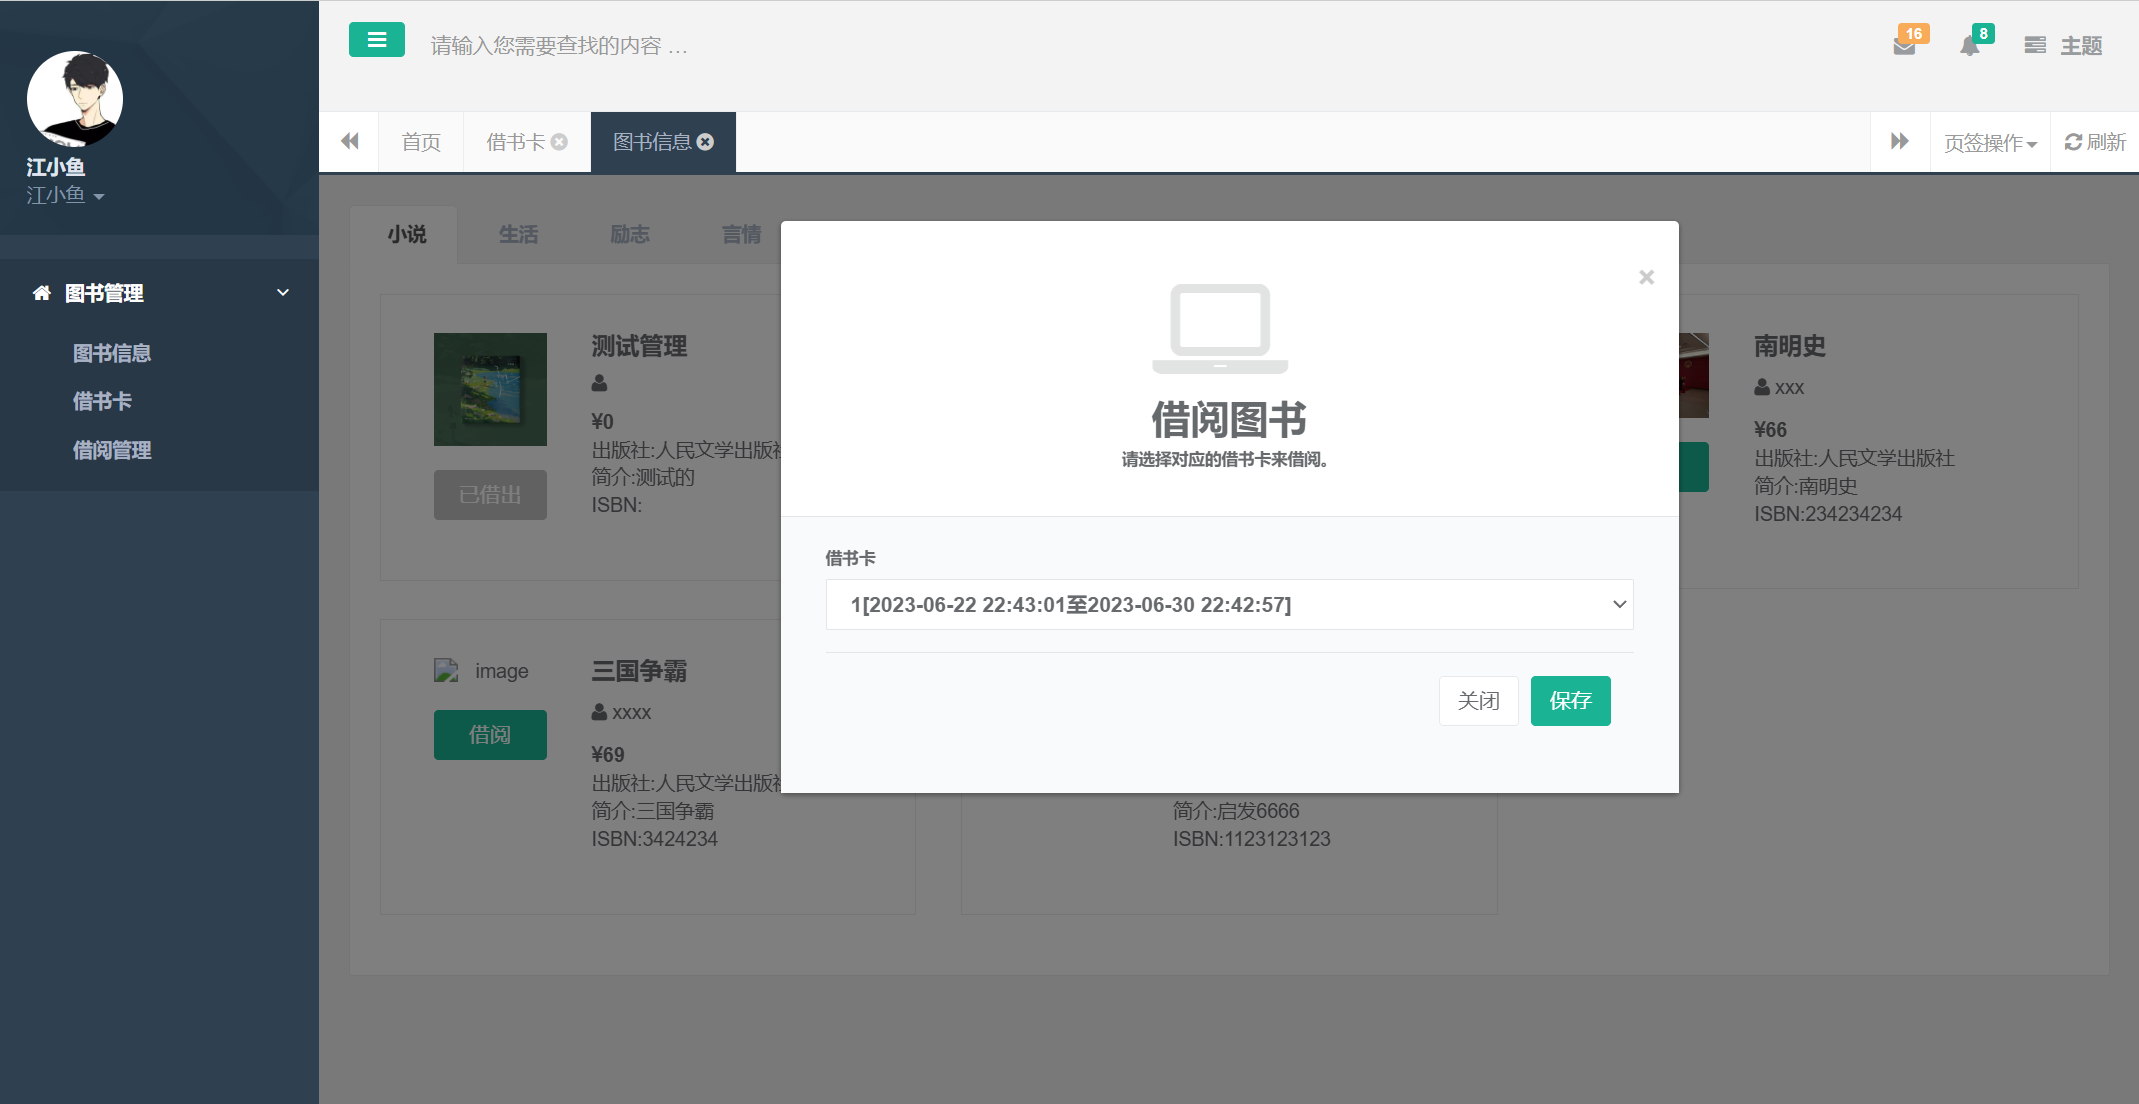 江小鱼
江小鱼
图书管理
图书信息
借书卡
借阅管理
请输入您需要查找的内容 …
16
8
主题
首页
借书卡
图书信息
页签操作
刷新
小说
生活
励志
言情
测试管理
¥0
出版社:人民文学出版社
简介:测试的
ISBN:
已借出
南明史
xxx
¥66
出版社:人民文学出版社
简介:南明史
ISBN:234234234
借阅图书
请选择对应的借书卡来借阅。
借书卡
1[2023-06-22 22:43:01至2023-06-30 22:42:57]
关闭
保存
image
借阅
三国争霸
xxxx
¥69
出版社:人民文学出版社
简介:三国争霸
ISBN:3424234
简介:启发6666
ISBN:1123123123